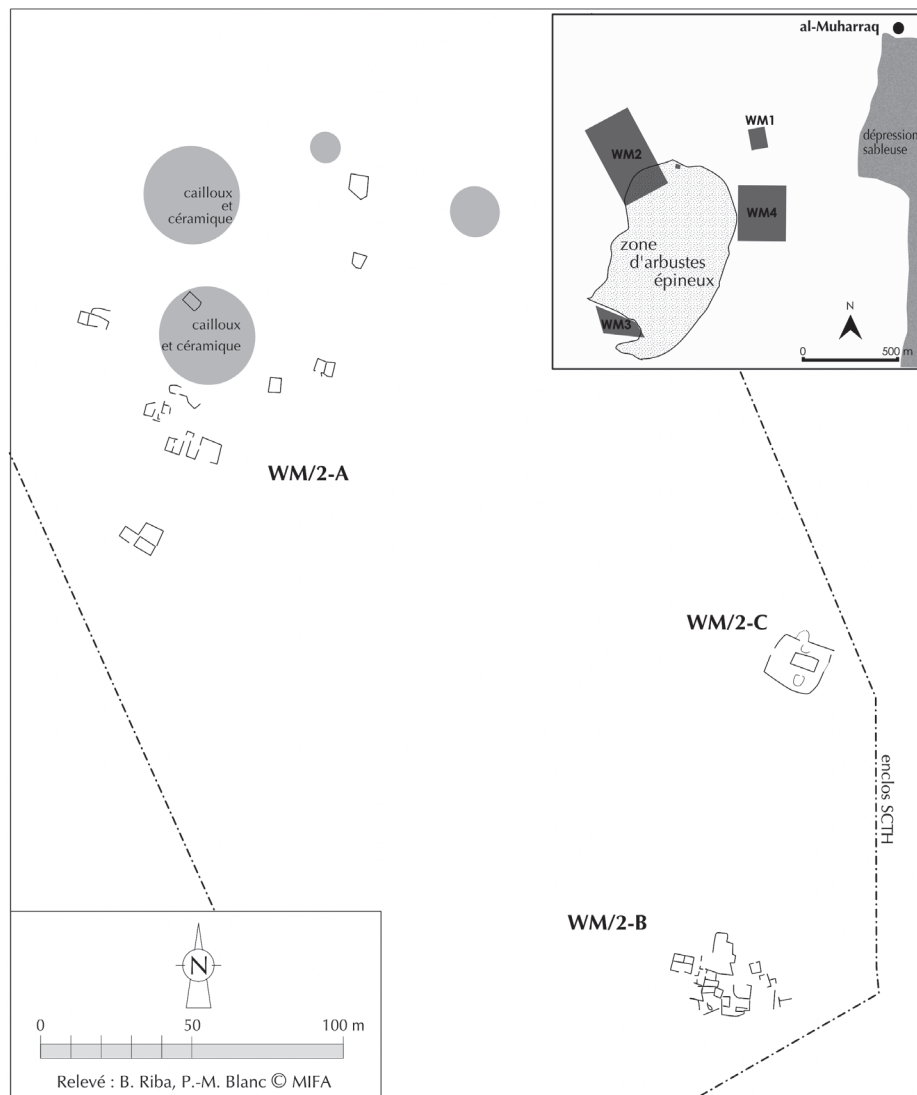 al-Muharraq
WM1
dépression
sableuse
WM2
WM4
zone
d'arbustes
épineux
WM3
N
0 500 m
cailloux
et
céramique
cailloux
et céramique
WM/2-A
WM/2-C
enclos SCTH
WM/2-B
N
0 50 100 m
Relevé : B. Riba, P.-M. Blanc © MIFA